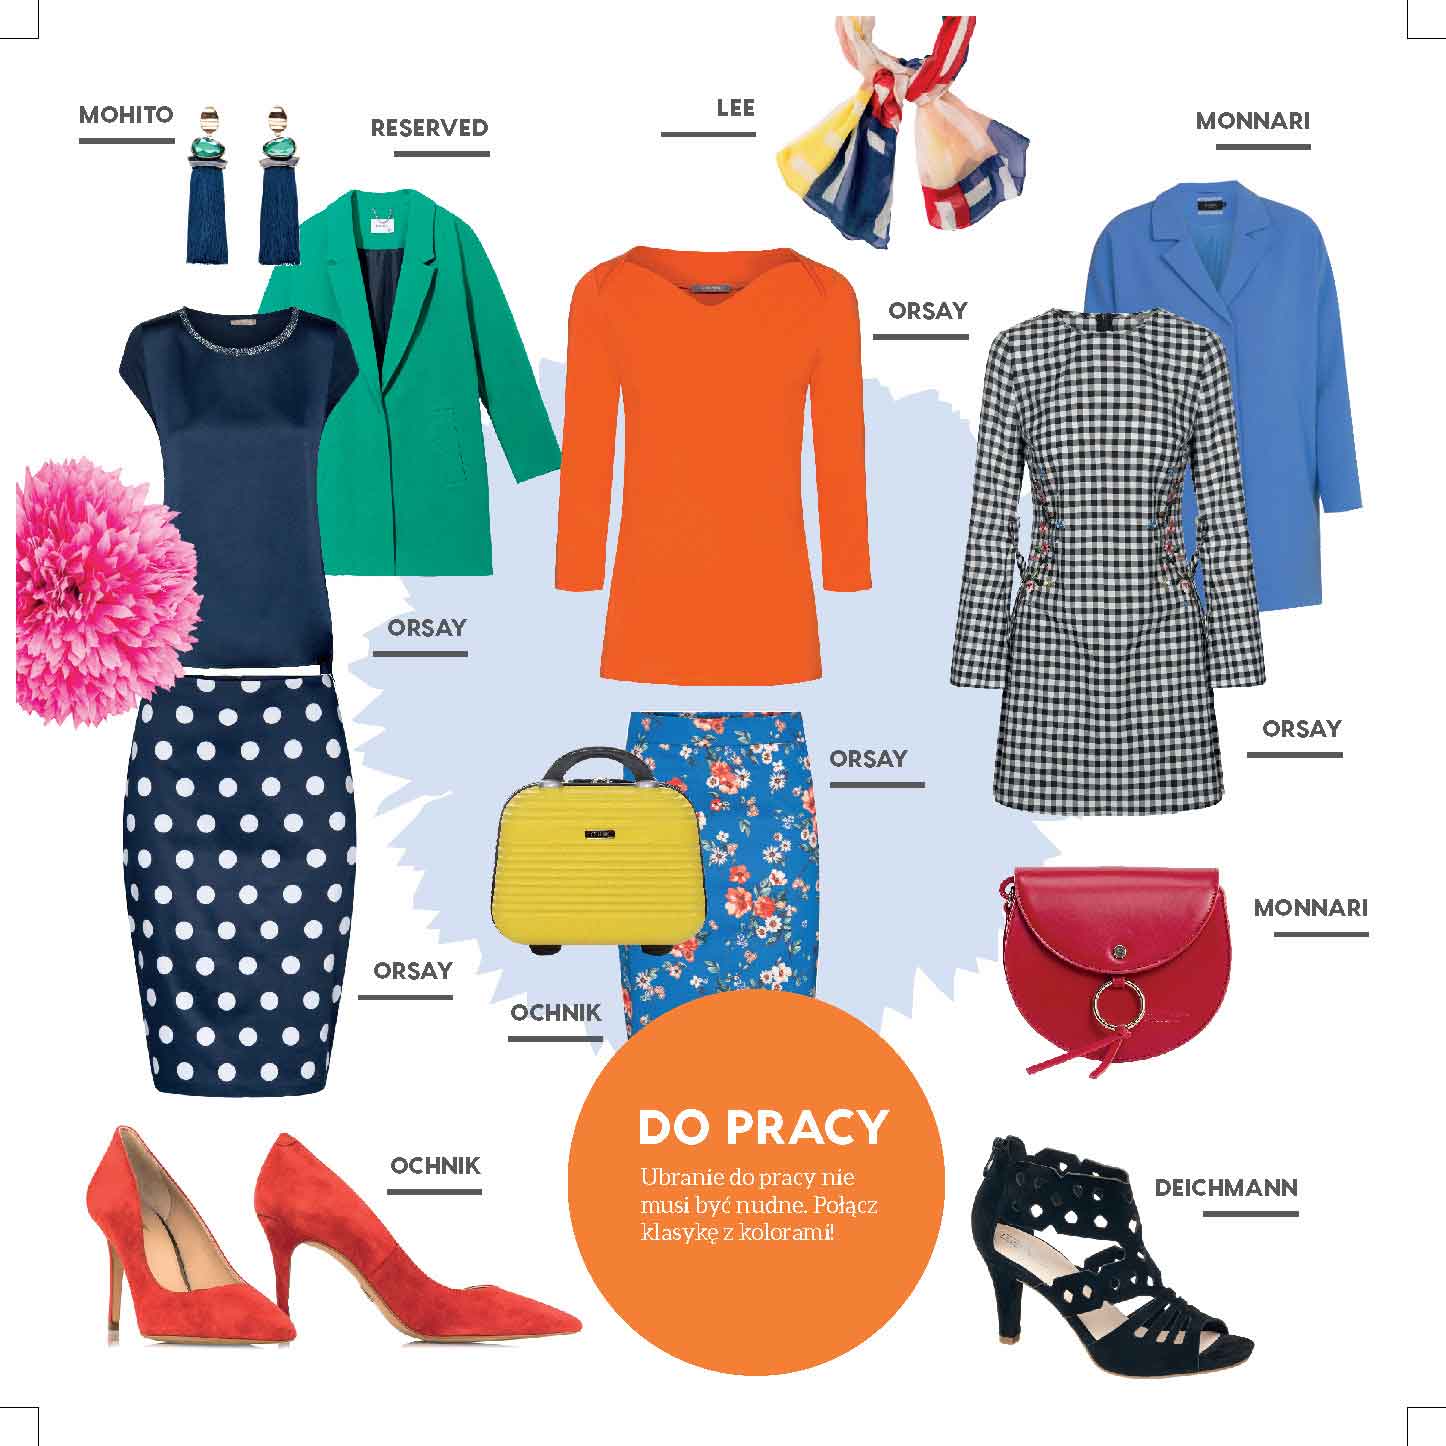 MOHITO
RESERVED
LEE
MONNARI
ORSAY
ORSAY
ORSAY
ORSAY
MONNARI
ORSAY
OCHNIK
DO PRACY
Ubranie do pracy nie
musi być nudne. Połącz
klasykę z kolorami!
OCHNIK
DEICHMANN